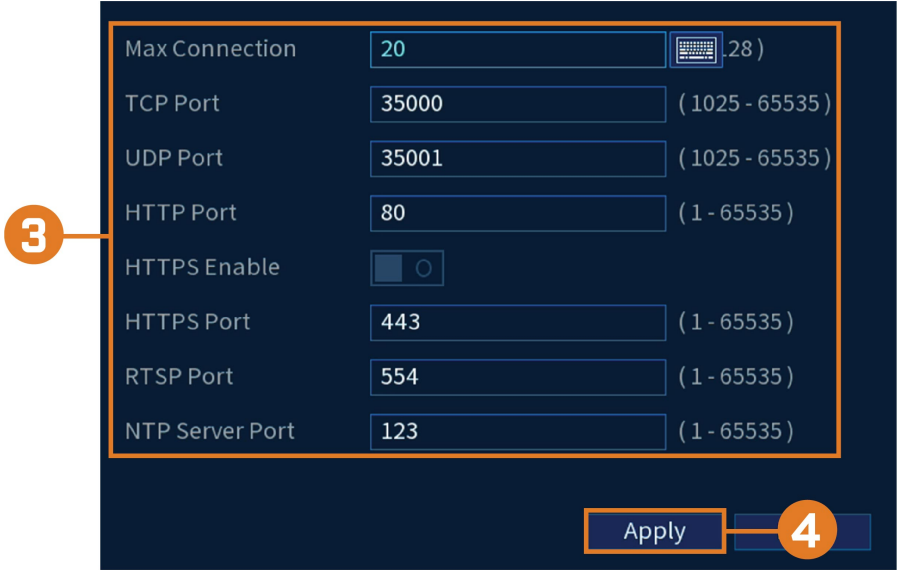 Max Connection 20 .28 )
TCP Port 35000 ( 1025 - 65535 )
UDP Port 35001 ( 1025 - 65535 )
HTTP Port 80 ( 1 - 65535 )
3
HTTPS Enable
HTTPS Port 443 ( 1 - 65535 )
RTSP Port 554 ( 1 - 65535 )
NTP Server Port 123 ( 1 - 65535 )
Apply 4